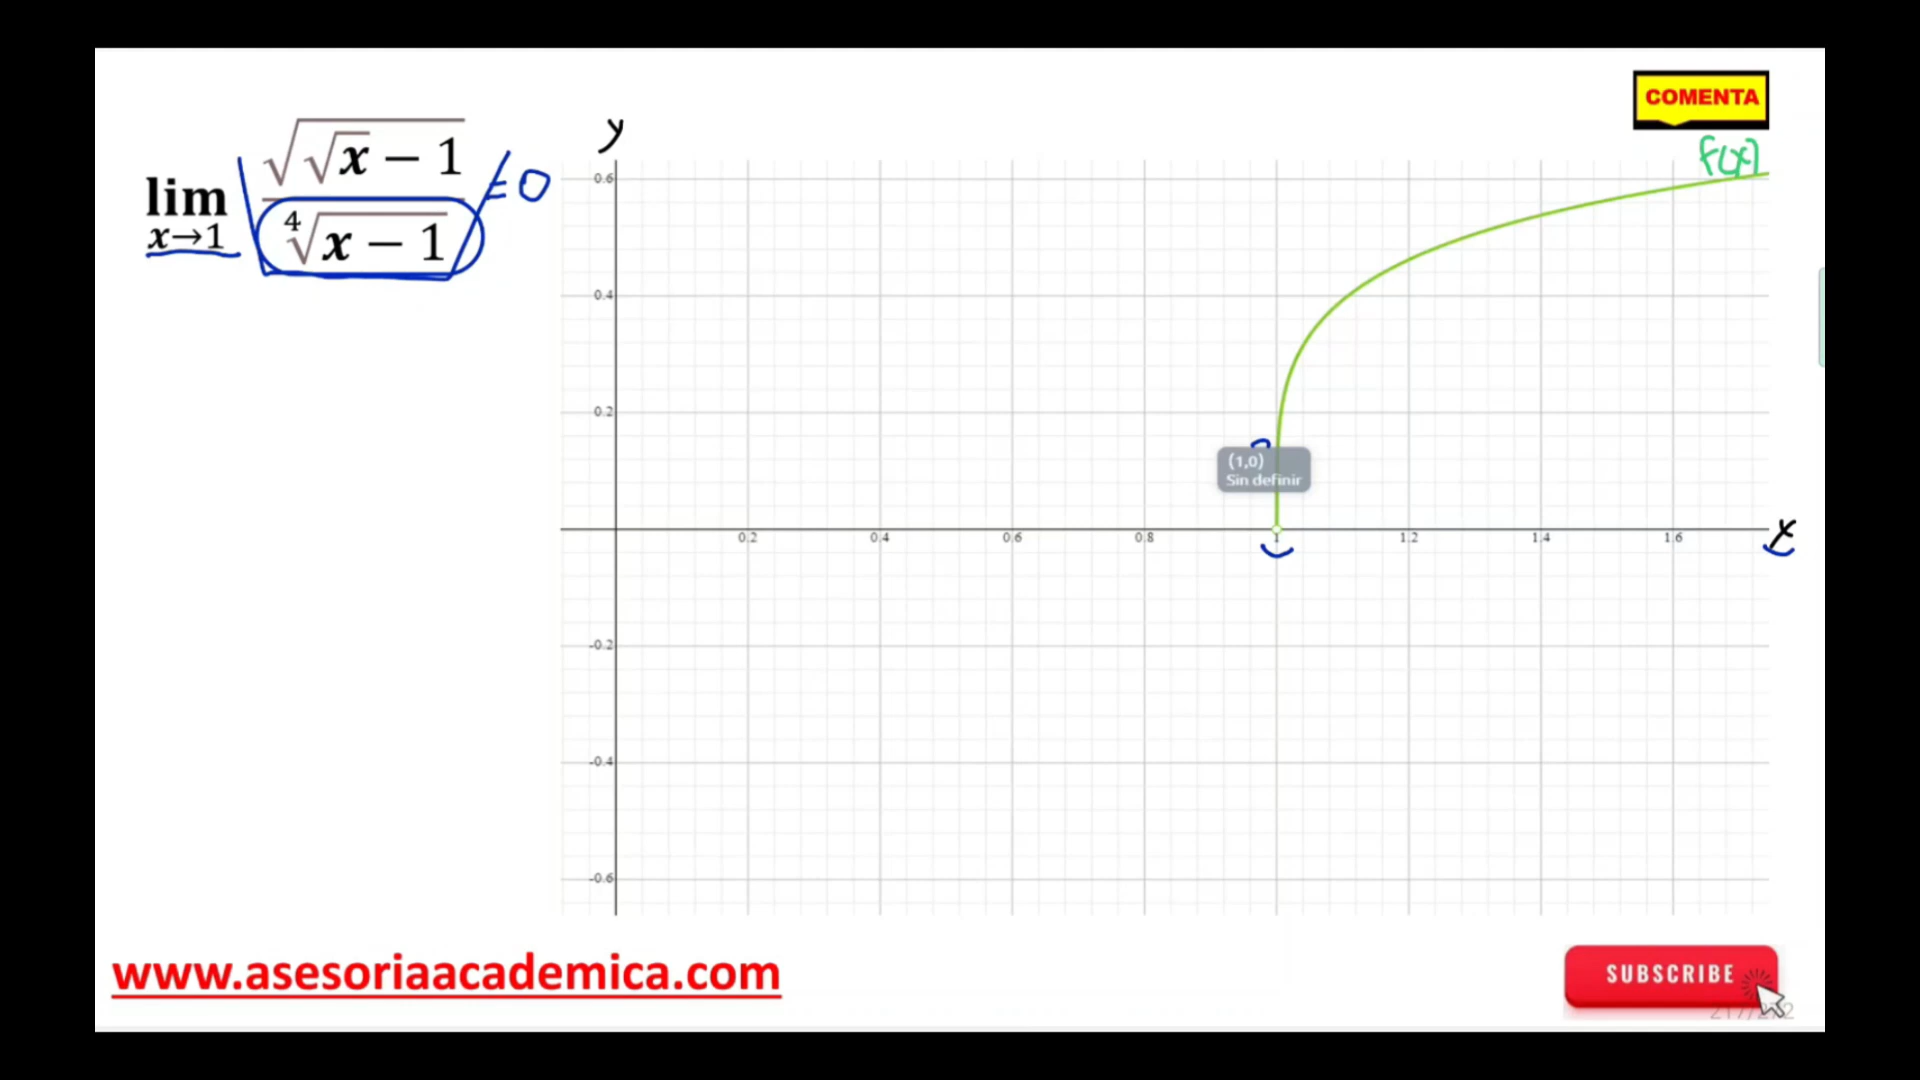 COMENTA
y
f(x)
lim x→1 √(√x − 1) / ⁴√(x − 1) = 0
0.6
0.4
0.2
(1,0)
Sin definir
0.2 0.4 0.6 0.8 1 1.2 1.4 1.6
x
-0.2
-0.4
-0.6
www.asesoriaacademica.com
SUBSCRIBE